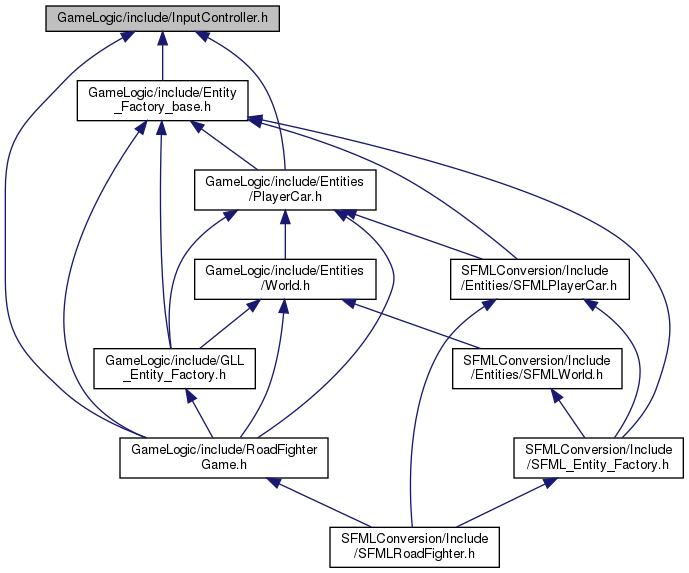 GameLogic/include/InputController.h
GameLogic/include/Entity
_Factory_base.h
GameLogic/include/Entities
/PlayerCar.h
GameLogic/include/Entities
/World.h
SFMLConversion/Include
/Entities/SFMLPlayerCar.h
GameLogic/include/GLL
_Entity_Factory.h
SFMLConversion/Include
/Entities/SFMLWorld.h
GameLogic/include/RoadFighter
Game.h
SFMLConversion/Include
/SFML_Entity_Factory.h
SFMLConversion/Include
/SFMLRoadFighter.h